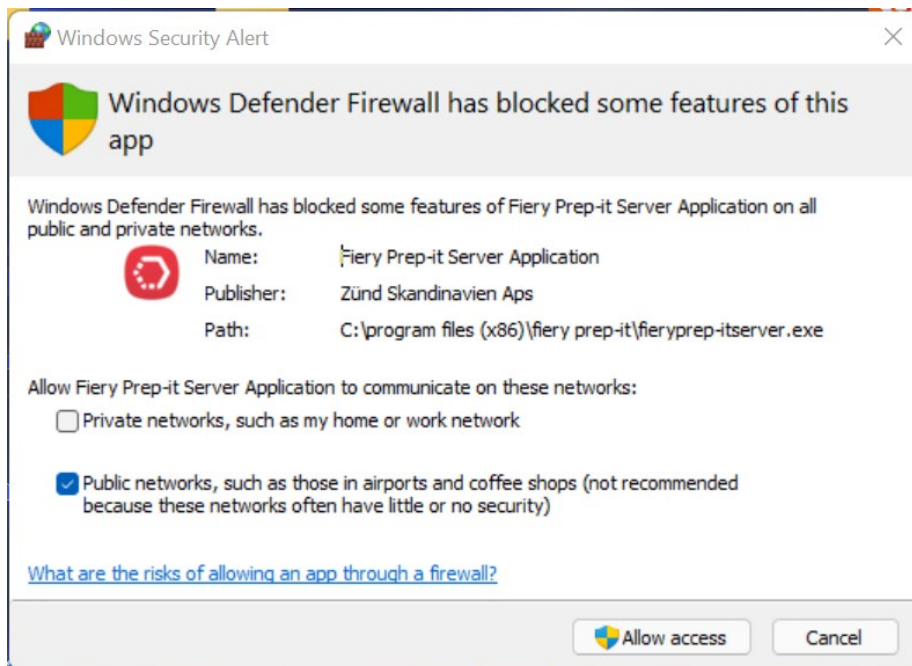 Windows Security Alert
Windows Defender Firewall has blocked some features of this
app
Windows Defender Firewall has blocked some features of Fiery Prep-it Server Application on all
public and private networks.
Name: Fiery Prep-it Server Application
Publisher: Zünd Skandinavien Aps
Path: C:\program files (x86)\fiery prep-it\fieryprep-itserver.exe
Allow Fiery Prep-it Server Application to communicate on these networks:
Private networks, such as my home or work network
Public networks, such as those in airports and coffee shops (not recommended
because these networks often have little or no security)
What are the risks of allowing an app through a firewall?
Allow access Cancel